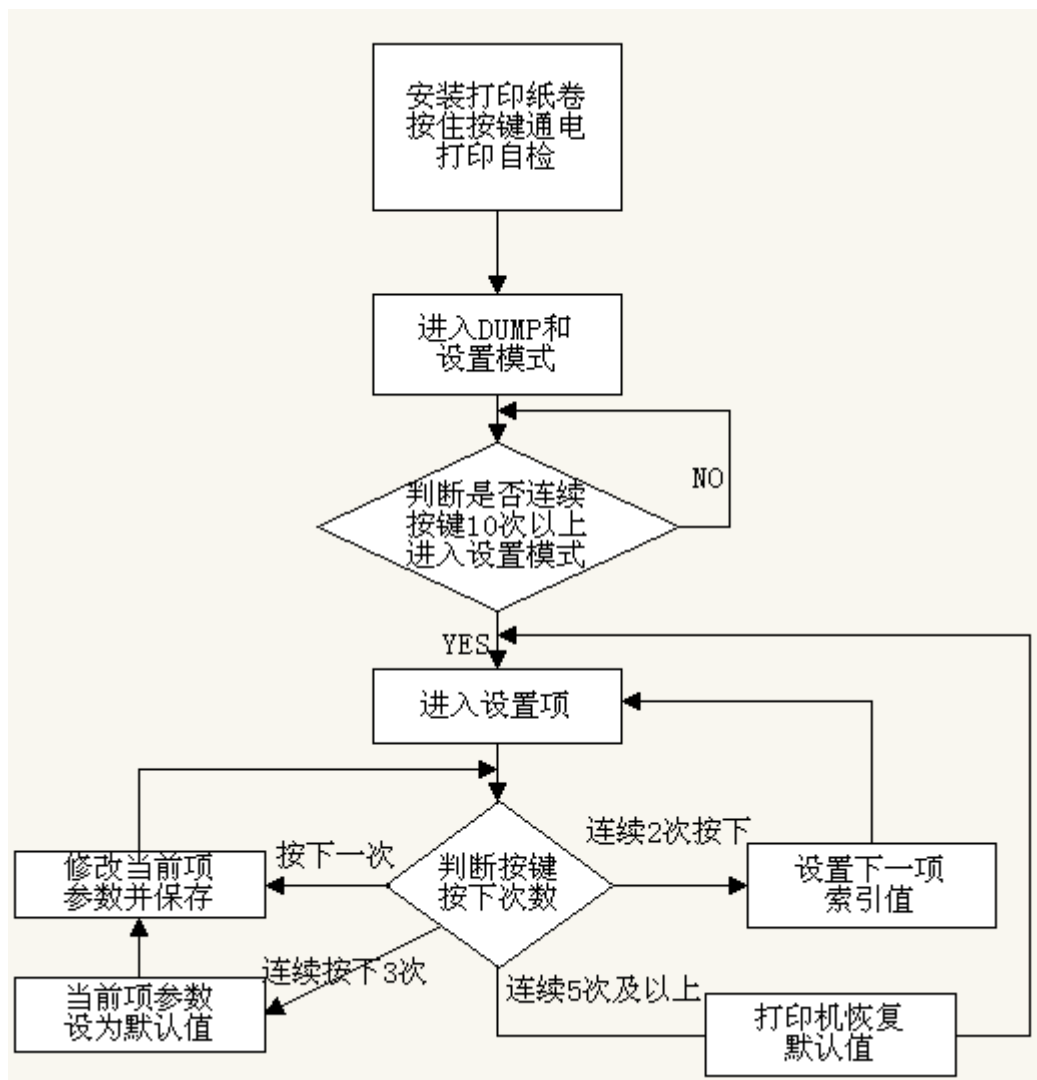 安装打印纸卷
按住按键通电
打印自检
进入DUMP和
设置模式
NO
判断是否连续
按键10次以上
进入设置模式
YES
进入设置项
连续2次按下
按下一次
修改当前项
参数并保存
判断按键
按下次数
设置下一项
索引值
连续按下3次
连续5次及以上
当前项参数
设为默认值
打印机恢复
默认值